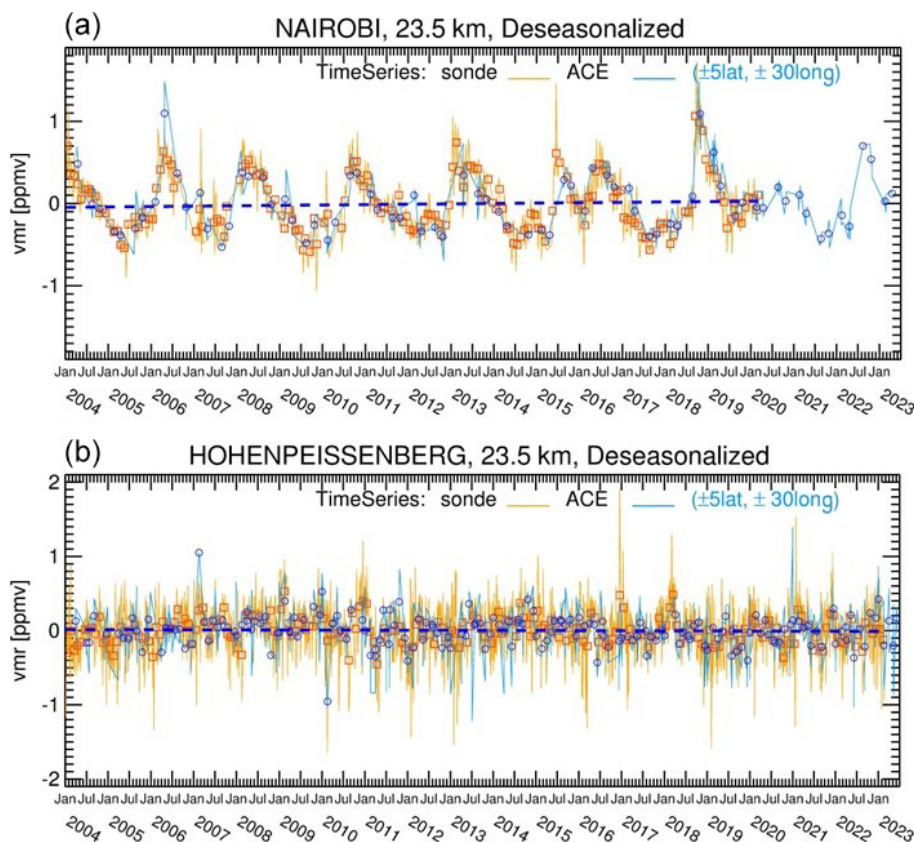 (a)
NAIROBI, 23.5 km, Deseasonalized
TimeSeries: sonde ACE (±5lat, ± 30long)
vmr [ppmv]
1
0
-1
Jan Jul Jan Jul Jan Jul Jan Jul Jan Jul Jan Jul Jan Jul Jan Jul Jan Jul Jan Jul Jan Jul Jan Jul Jan Jul Jan Jul Jan Jul Jan Jul Jan Jul Jan Jul Jan Jul Jan
2004 2005 2006 2007 2008 2009 2010 2011 2012 2013 2014 2015 2016 2017 2018 2019 2020 2021 2022 2023
(b)
HOHENPEISSENBERG, 23.5 km, Deseasonalized
TimeSeries: sonde ACE (±5lat, ± 30long)
vmr [ppmv]
2
1
0
-1
-2
Jan Jul Jan Jul Jan Jul Jan Jul Jan Jul Jan Jul Jan Jul Jan Jul Jan Jul Jan Jul Jan Jul Jan Jul Jan Jul Jan Jul Jan Jul Jan Jul Jan Jul Jan Jul Jan Jul Jan
2004 2005 2006 2007 2008 2009 2010 2011 2012 2013 2014 2015 2016 2017 2018 2019 2020 2021 2022 2023